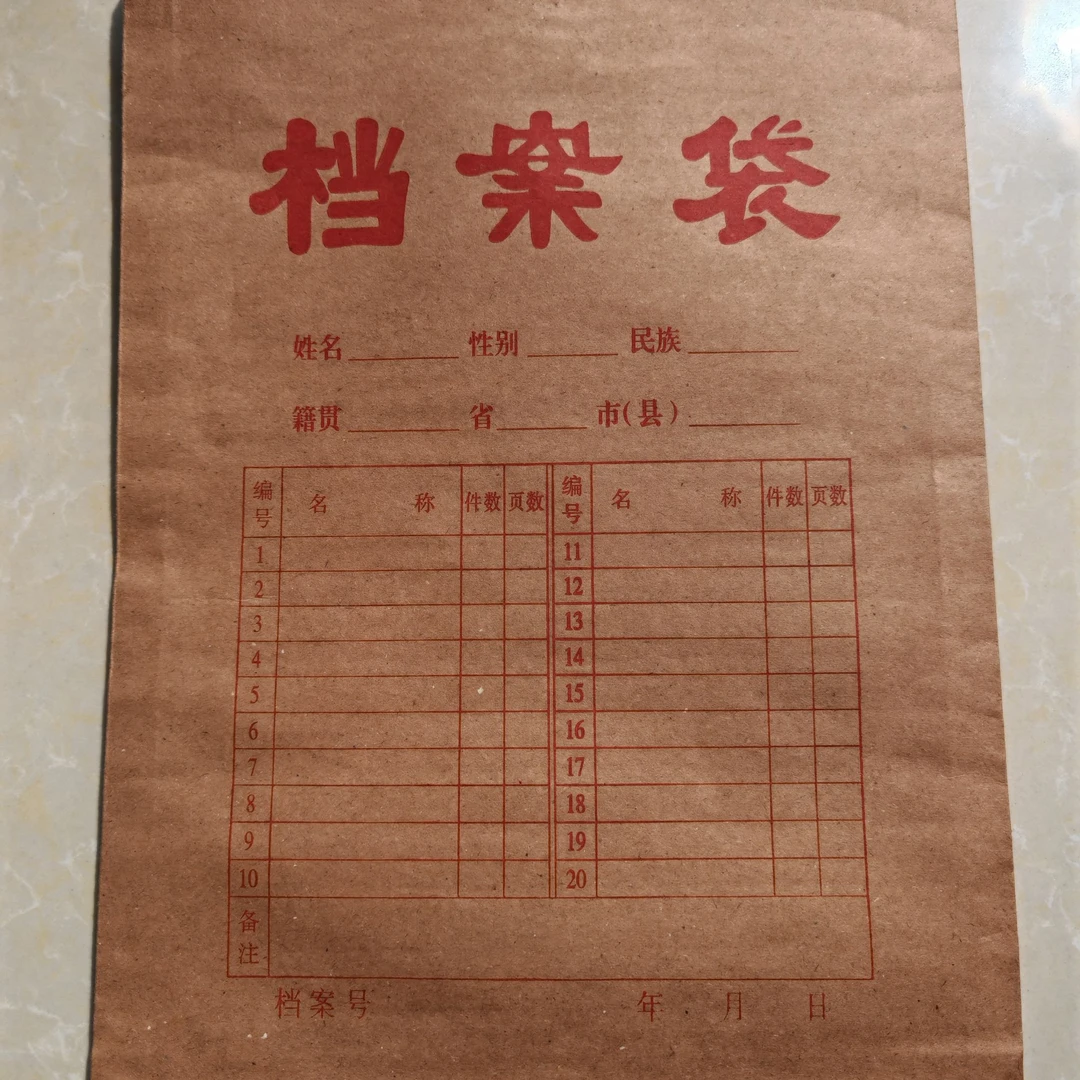 档案袋
姓名 性别 民族
籍贯 省 市(县)
编号 名称 件数 页数 编号 名称 件数 页数
1 11
2 12
3 13
4 14
5 15
6 16
7 17
8 18
9 19
10 20
备注
档案号 年 月 日